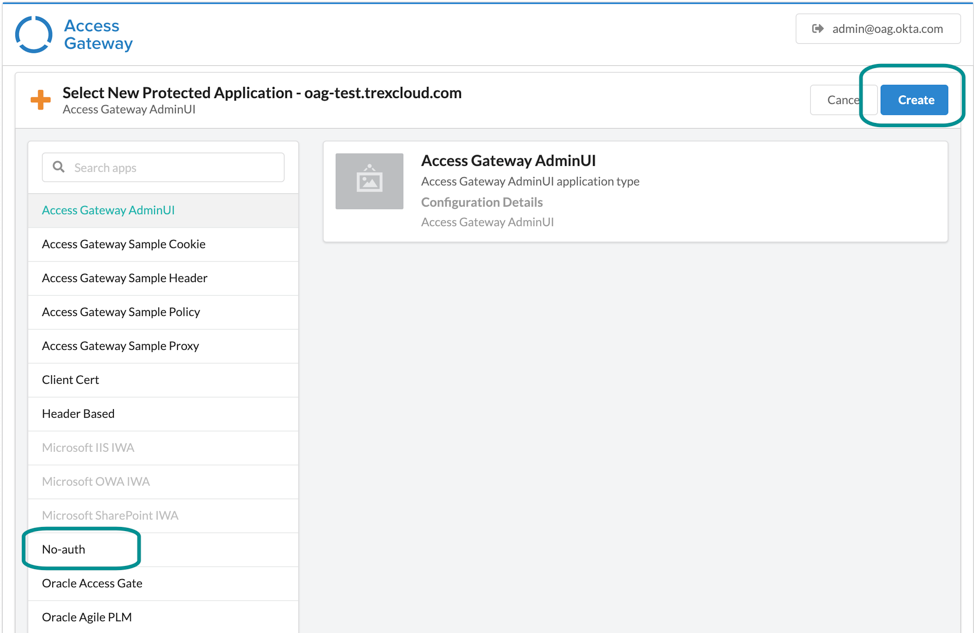 Access
Gateway
admin@oag.okta.com
Select New Protected Application - oag-test.trexcloud.com
Access Gateway AdminUI
Cance
Create
Search apps
Access Gateway AdminUI
Access Gateway Sample Cookie
Access Gateway Sample Header
Access Gateway Sample Policy
Access Gateway Sample Proxy
Client Cert
Header Based
Microsoft IIS IWA
Microsoft OWA IWA
Microsoft SharePoint IWA
No-auth
Oracle Access Gate
Oracle Agile PLM
Access Gateway AdminUI
Access Gateway AdminUI application type
Configuration Details
Access Gateway AdminUI